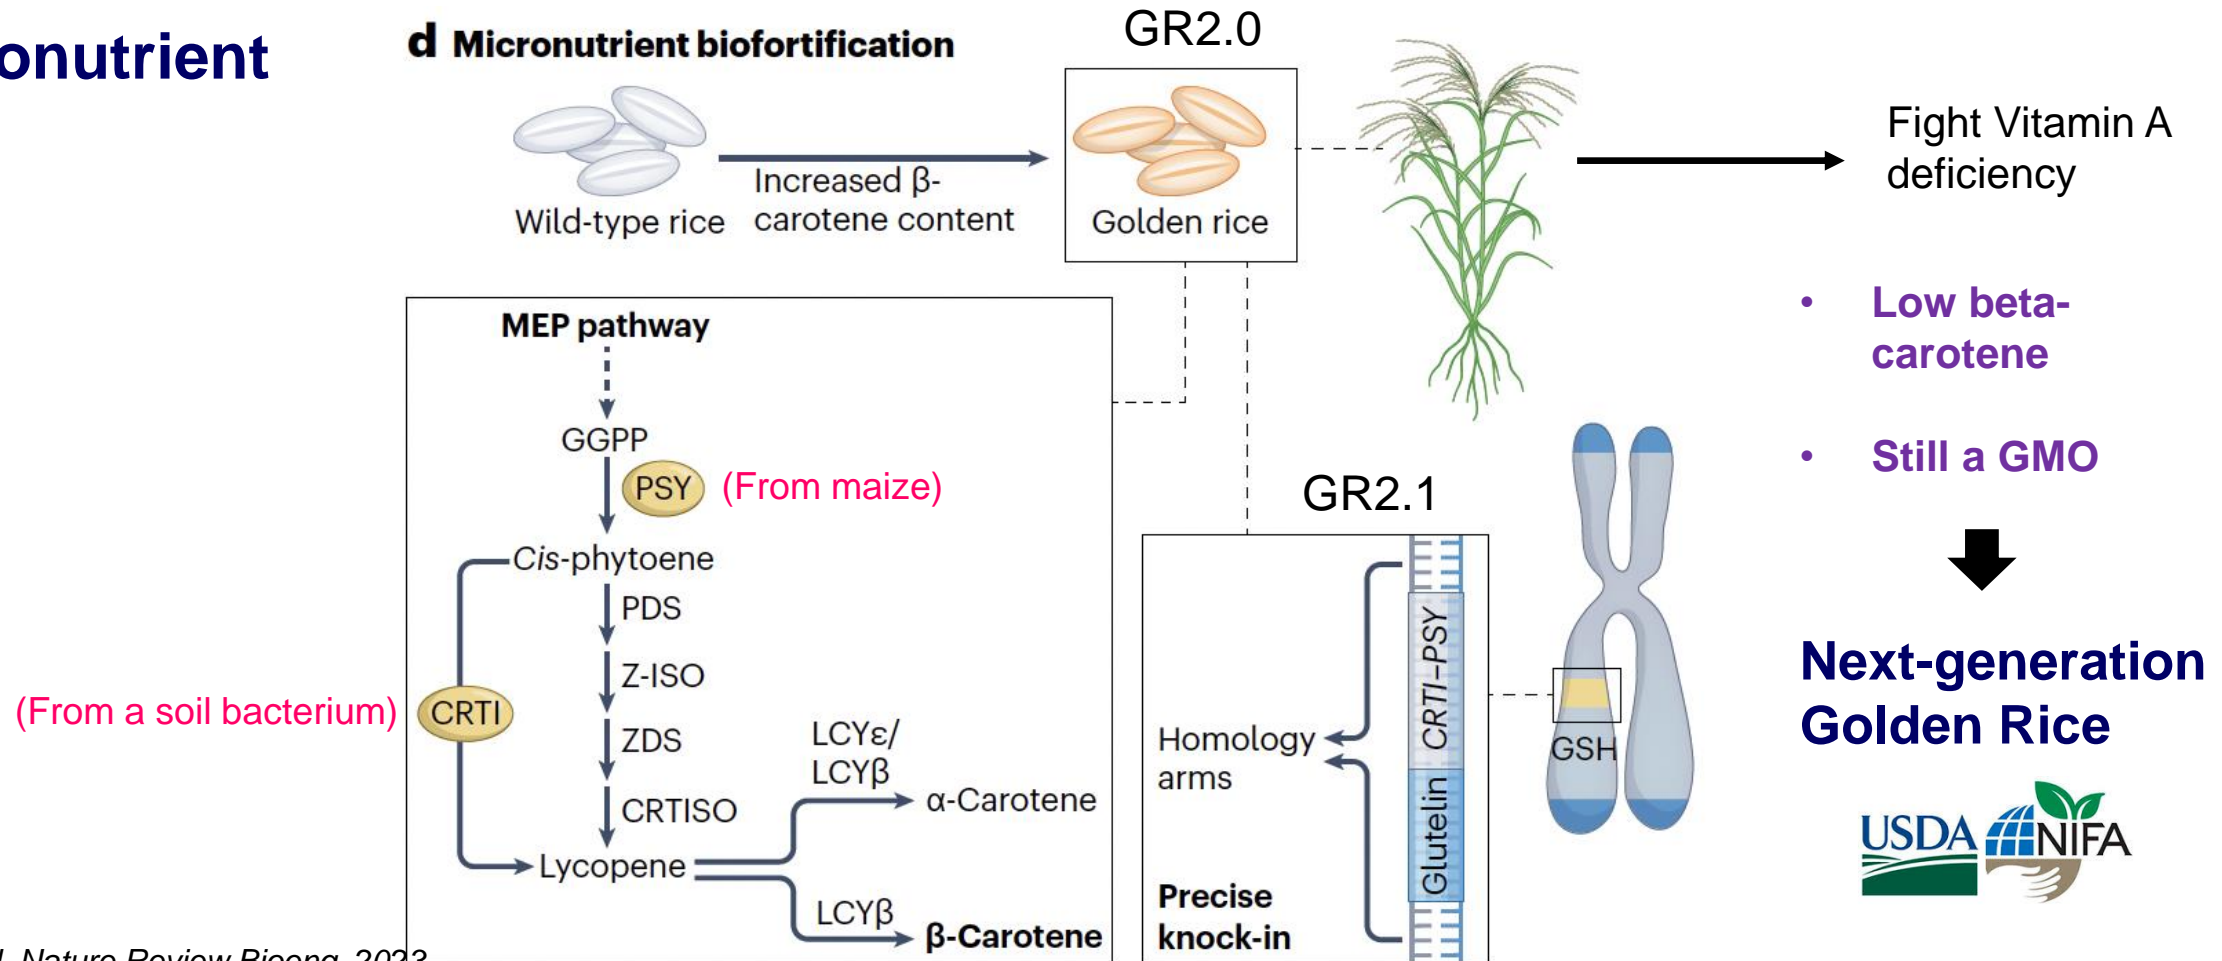 onutrient
d Micronutrient biofortification
GR2.0
Increased β-
carotene content
Wild-type rice
Golden rice
Fight Vitamin A
deficiency
• Low beta-
carotene
• Still a GMO
Next-generation
Golden Rice
USDA NIFA
MEP pathway
GGPP
PSY (From maize)
Cis-phytoene
PDS
Z-ISO
(From a soil bacterium) CRTI
ZDS
CRTISO
Lycopene
LCYε/
LCYβ
α-Carotene
LCYβ
β-Carotene
GR2.1
Homology
arms
CRTI–PSY
Glutelin
Precise
knock-in
GSH
Nature Review Bioeng, 2023